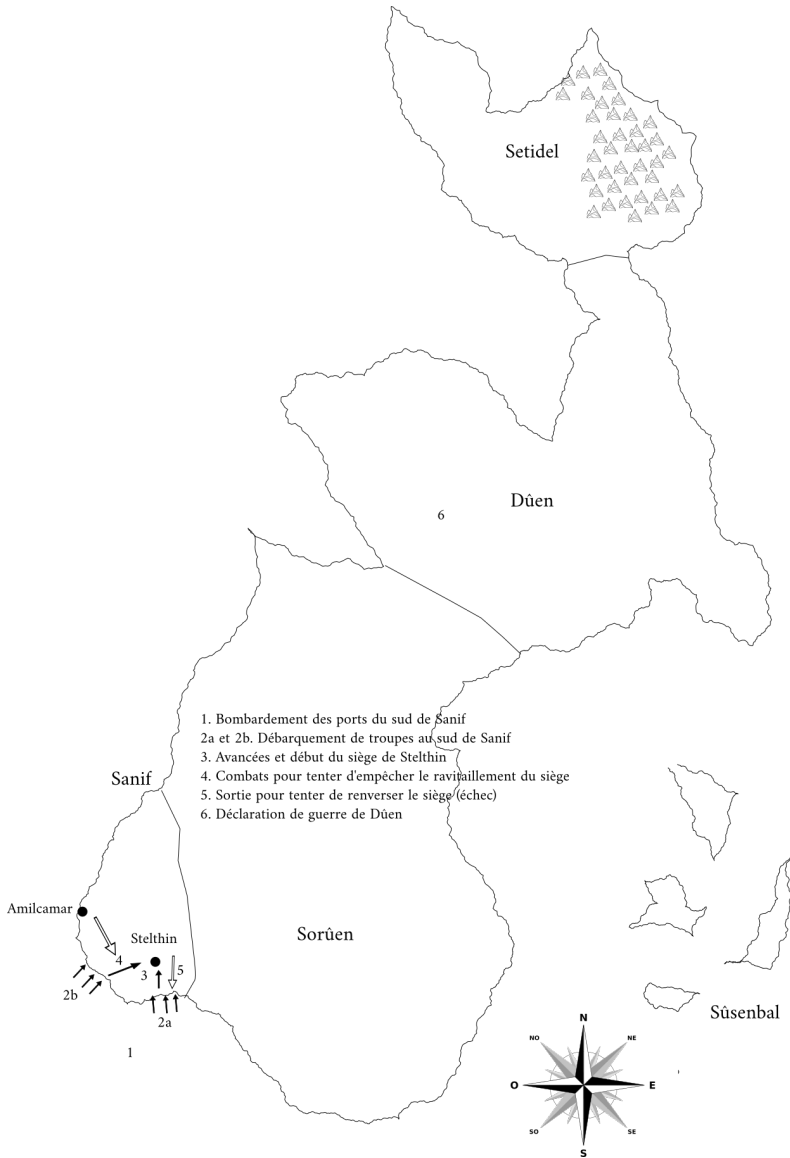 Setidel
Dûen
6
1. Bombardement des ports du sud de Sanif
2a et 2b. Débarquement de troupes au sud de Sanif
3. Avancées et début du siège de Stelthin
4. Combats pour tenter d'empêcher le ravitaillement du siège
5. Sortie pour tenter de renverser le siège (échec)
6. Déclaration de guerre de Dûen
Sanif
Amilcamar
Stelthin
Sorûen
4
3
5
2b
2a
1
Sûsenbal
N
NO
NE
O
E
SO
SE
S